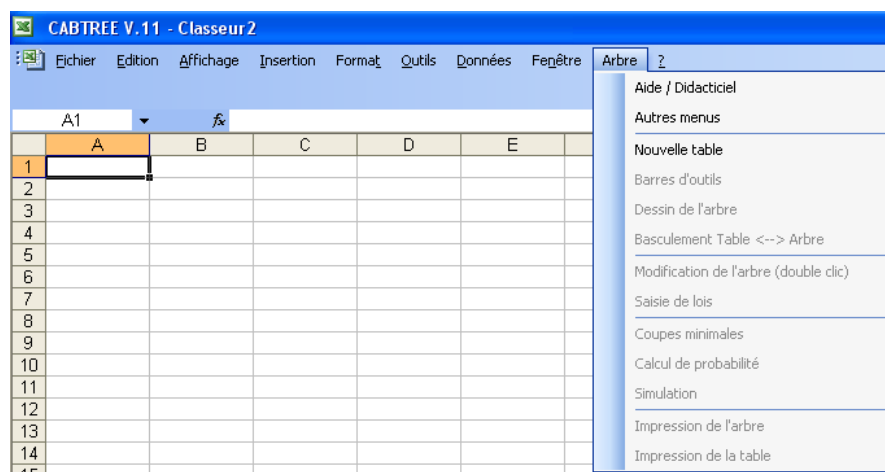 CABTREE V.11 - Classeur2
Fichier Edition Affichage Insertion Format Outils Données Fenêtre Arbre ?
Aide / Didacticiel
Autres menus
Nouvelle table
Barres d'outils
Dessin de l'arbre
Basculement Table <--> Arbre
Modification de l'arbre (double clic)
Saisie de lois
Coupes minimales
Calcul de probabilité
Simulation
Impression de l'arbre
Impression de la table
A1 fx
A B C D E
1
2
3
4
5
6
7
8
9
10
11
12
13
14